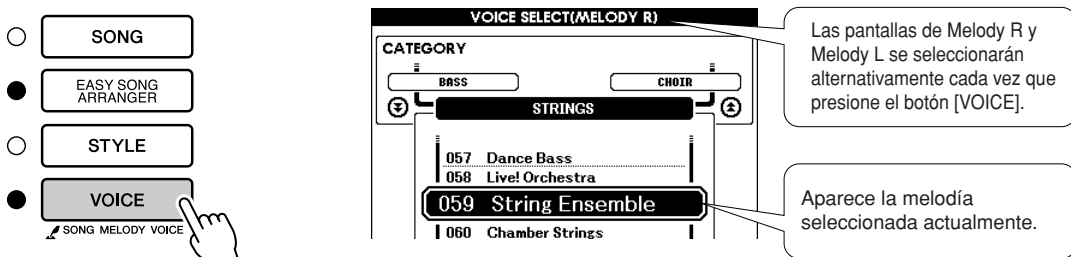 SONG
EASY SONG
ARRANGER
STYLE
VOICE
SONG MELODY VOICE
VOICE SELECT(MELODY R)
CATEGORY
BASS
CHOIR
STRINGS
057 Dance Bass
058 Live! Orchestra
059 String Ensemble
060 Chamber Strings
Las pantallas de Melody R y
Melody L se seleccionarán
alternativamente cada vez que
presione el botón [VOICE].
Aparece la melodía
seleccionada actualmente.